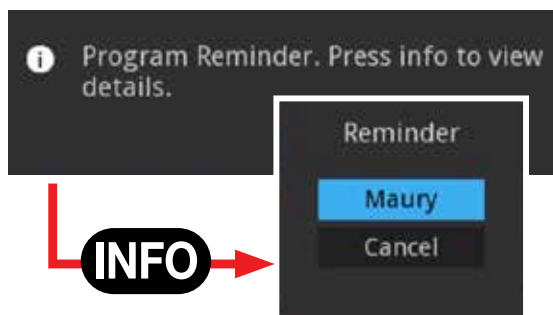 Program Reminder. Press info to view
details.
Reminder
Maury
Cancel
INFO